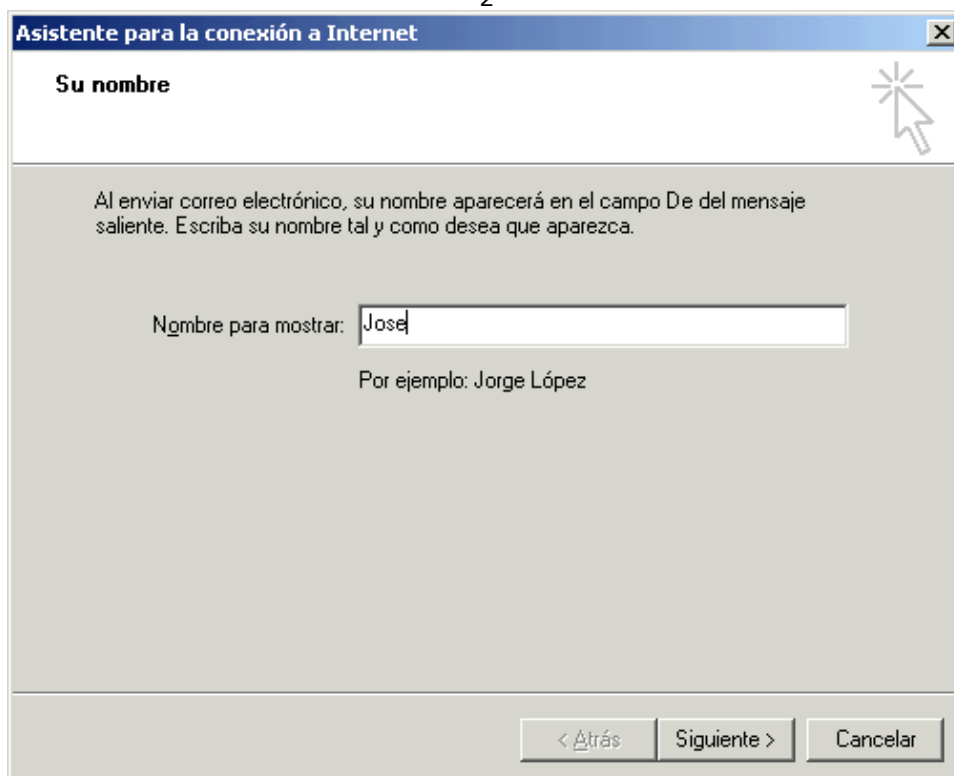 2
Asistente para la conexión a Internet
Su nombre
Al enviar correo electrónico, su nombre aparecerá en el campo De del mensaje
saliente. Escriba su nombre tal y como desea que aparezca.
Nombre para mostrar: Jose
Por ejemplo: Jorge López
< Atrás Siguiente > Cancelar